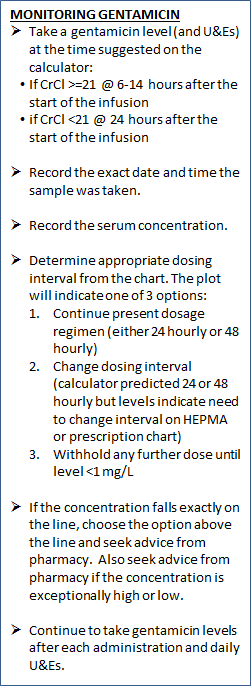 MONITORING GENTAMICIN
➢ Take a gentamicin level (and U&Es)
at the time suggested on the
calculator:
• If CrCl >=21 @ 6-14 hours after the
start of the infusion
• if CrCl <21 @ 24 hours after the
start of the infusion
➢ Record the exact date and time the
sample was taken.
➢ Record the serum concentration.
➢ Determine appropriate dosing
interval from the chart. The plot
will indicate one of 3 options:
1. Continue present dosage
regimen (either 24 hourly or 48
hourly)
2. Change dosing interval
(calculator predicted 24 or 48
hourly but levels indicate need
to change interval on HEPMA
or prescription chart)
3. Withhold any further dose until
level <1 mg/L
➢ If the concentration falls exactly on
the line, choose the option above
the line and seek advice from
pharmacy. Also seek advice from
pharmacy if the concentration is
exceptionally high or low.
➢ Continue to take gentamicin levels
after each administration and daily
U&Es.